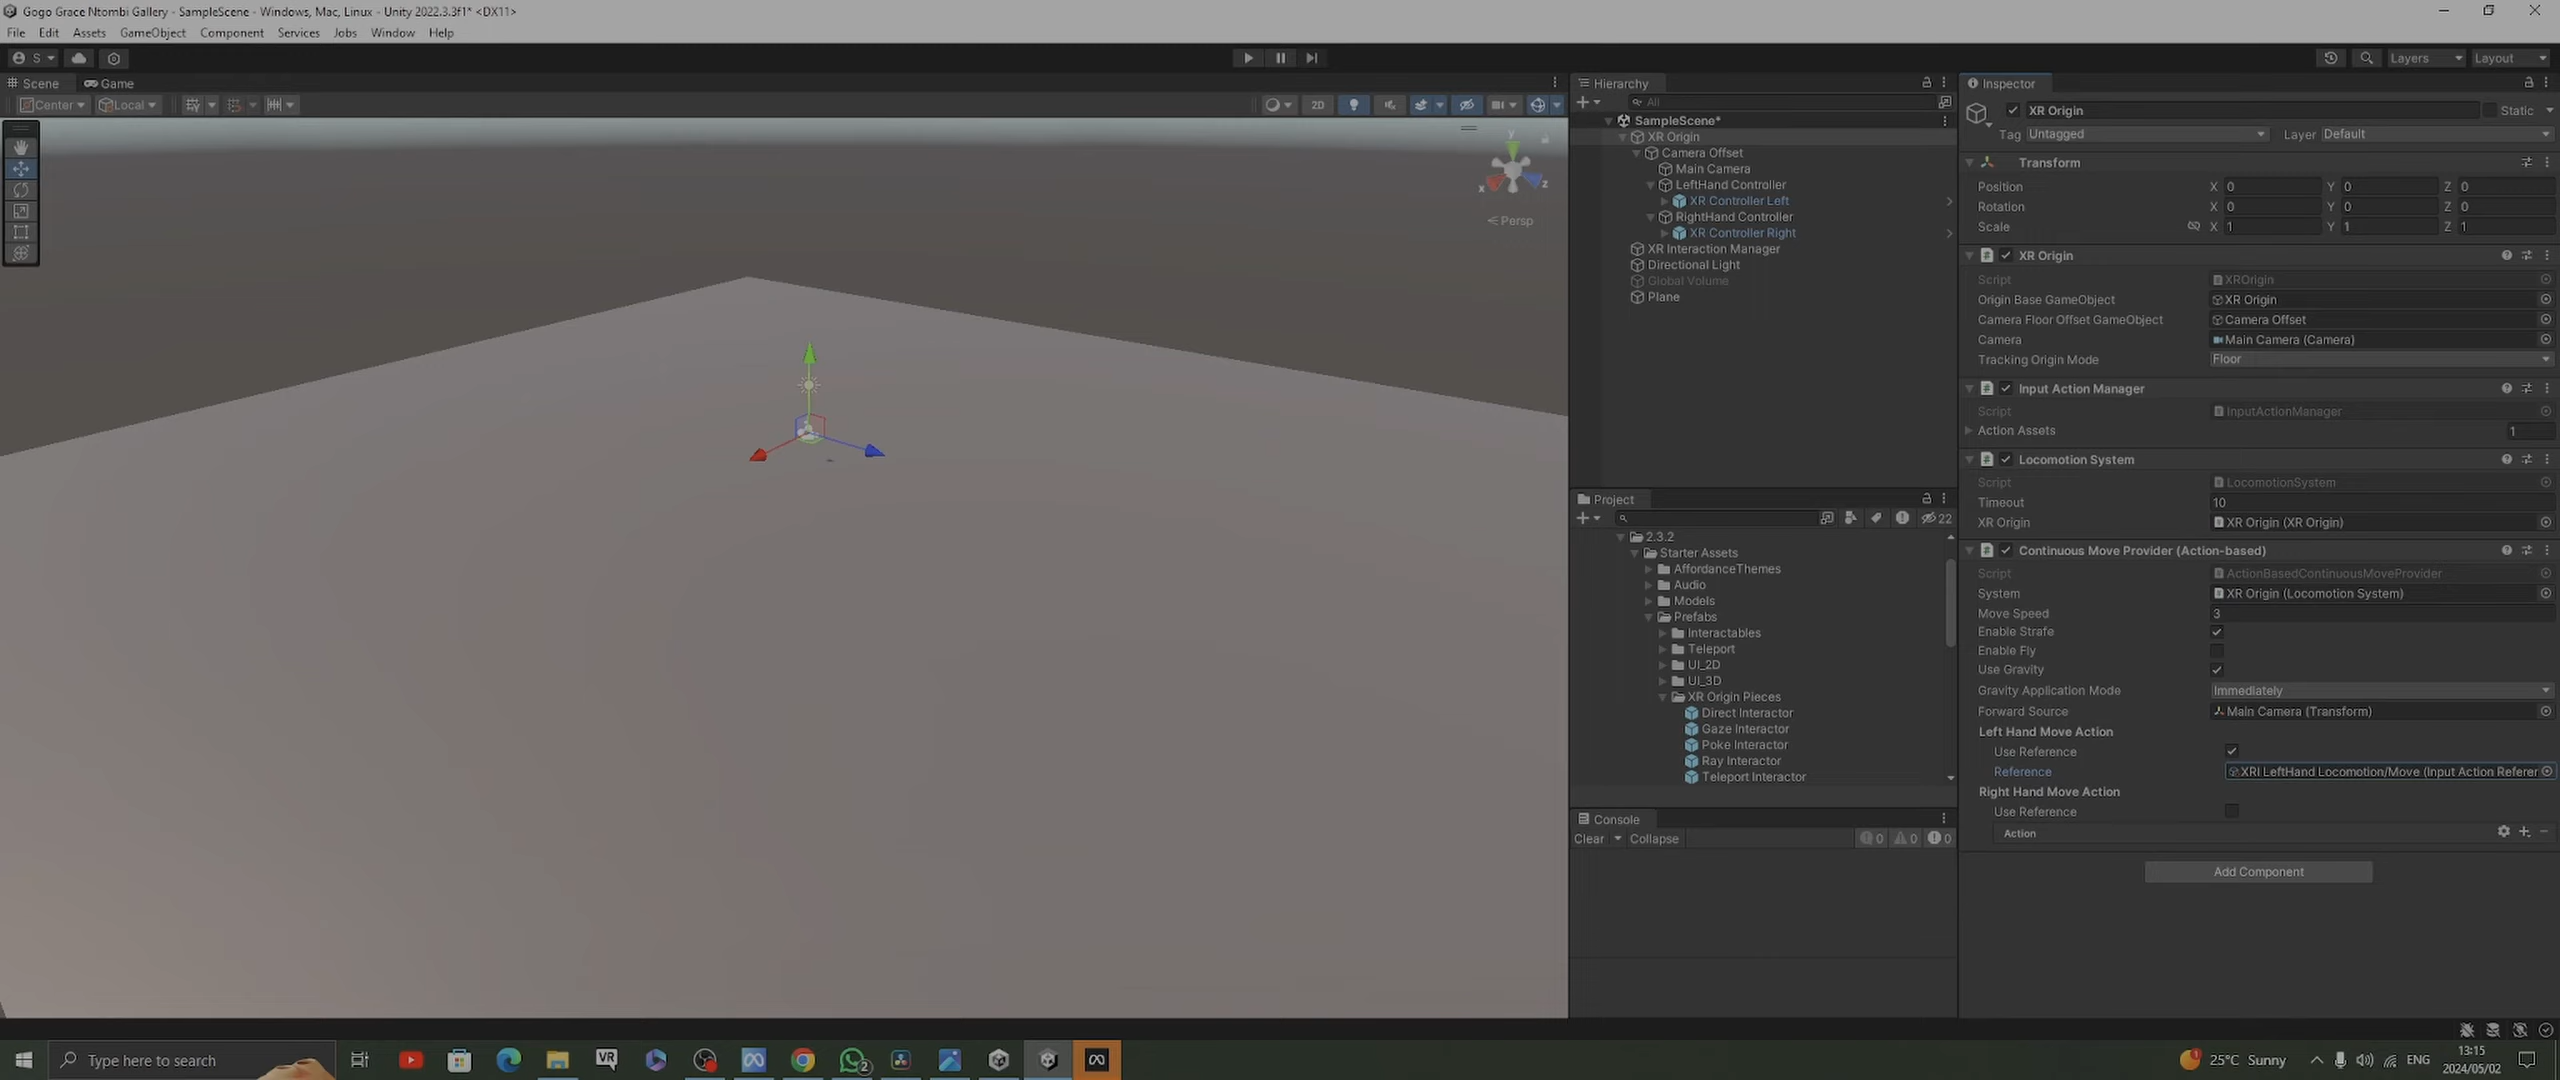 Gogo Grace Ntombi Gallery - SampleScene - Windows, Mac, Linux - Unity 2022.3.3f1* <DX11>
File Edit Assets GameObject Component Services Jobs Window Help
S Layers Layout
Scene Game
Center Local 2D
y
x z
Persp
Hierarchy
All
SampleScene*
XR Origin
Camera Offset
Main Camera
LeftHand Controller
XR Controller Left
RightHand Controller
XR Controller Right
XR Interaction Manager
Directional Light
Global Volume
Plane
Project
22
2.3.2
Starter Assets
AffordanceThemes
Audio
Models
Prefabs
Interactables
Teleport
UI_2D
UI_3D
XR Origin Pieces
Direct Interactor
Gaze Interactor
Poke Interactor
Ray Interactor
Teleport Interactor
Console
Clear Collapse 0 0 0
Inspector
XR Origin Static
Tag Untagged Layer Default
Transform
Position X 0 Y 0 Z 0
Rotation X 0 Y 0 Z 0
Scale X 1 Y 1 Z 1
XR Origin
Script XROrigin
Origin Base GameObject XR Origin
Camera Floor Offset GameObject Camera Offset
Camera Main Camera (Camera)
Tracking Origin Mode Floor
Input Action Manager
Script InputActionManager
Action Assets 1
Locomotion System
Script LocomotionSystem
Timeout 10
XR Origin XR Origin (XR Origin)
Continuous Move Provider (Action-based)
Script ActionBasedContinuousMoveProvider
System XR Origin (Locomotion System)
Move Speed 3
Enable Strafe
Enable Fly
Use Gravity
Gravity Application Mode Immediately
Forward Source Main Camera (Transform)
Left Hand Move Action
Use Reference
Reference XRI LeftHand Locomotion/Move (Input Action Referer
Right Hand Move Action
Use Reference
Action
Add Component
Type here to search VR 2 1 25°C Sunny ENG 13:15
2024/05/02